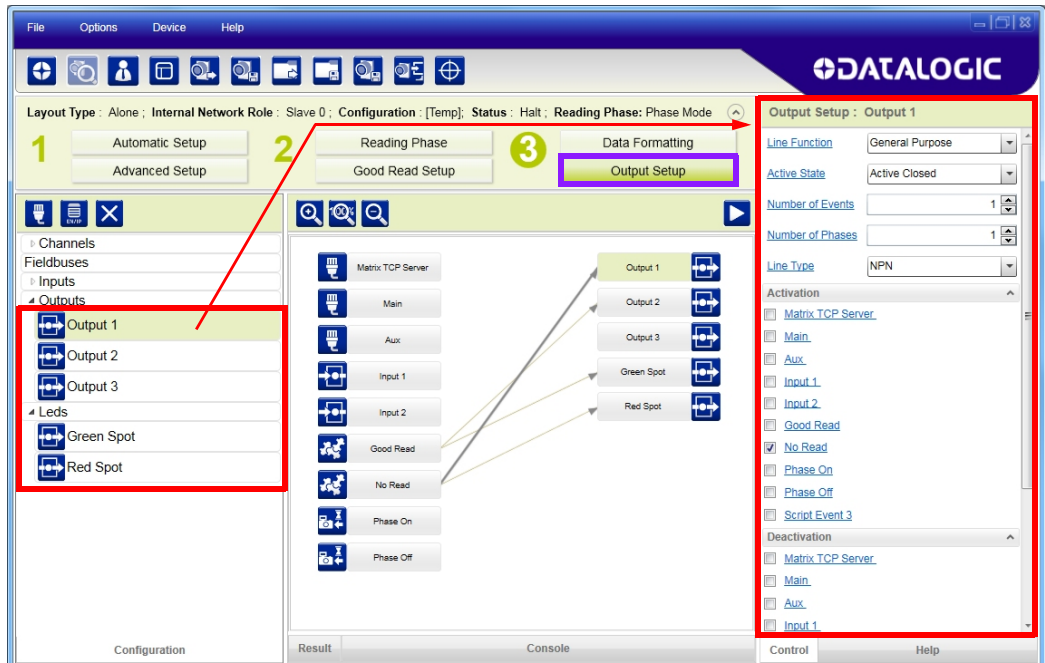 File Options Device Help
DATALOGIC
Layout Type : Alone ; Internal Network Role : Slave 0 ; Configuration : [Temp]; Status : Halt ; Reading Phase: Phase Mode
1
Automatic Setup
Advanced Setup
2
Reading Phase
Good Read Setup
3
Data Formatting
Output Setup
EN/IP
Channels
Fieldbuses
Inputs
Outputs
Output 1
Output 2
Output 3
Leds
Green Spot
Red Spot
Configuration
100%
Matrix TCP Server
Main
Aux
Input 1
Input 2
Good Read
No Read
Phase On
Phase Off
Output 1
Output 2
Output 3
Green Spot
Red Spot
Result
Console
Output Setup : Output 1
Line Function General Purpose
Active State Active Closed
Number of Events 1
Number of Phases 1
Line Type NPN
Activation
Matrix TCP Server
Main
Aux
Input 1
Input 2
Good Read
No Read
Phase On
Phase Off
Script Event 3
Deactivation
Matrix TCP Server
Main
Aux
Input 1
Control
Help